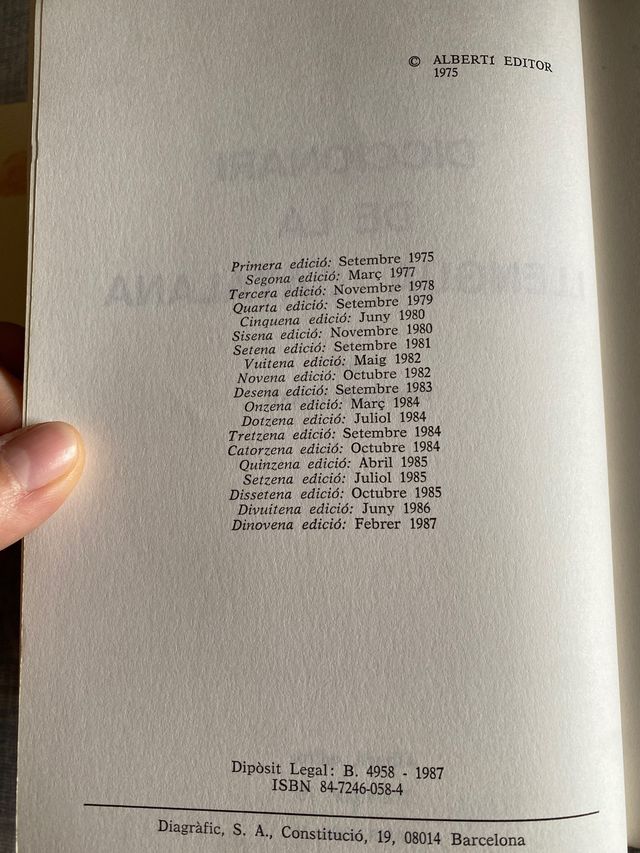 © ALBERTÍ EDITOR
1975
Primera edició: Setembre 1975
Segona edició: Març 1977
Tercera edició: Novembre 1978
Quarta edició: Setembre 1979
Cinquena edició: Juny 1980
Sisena edició: Novembre 1980
Setena edició: Setembre 1981
Vuitena edició: Maig 1982
Novena edició: Octubre 1982
Desena edició: Setembre 1983
Onzena edició: Març 1984
Dotzena edició: Juliol 1984
Tretzena edició: Setembre 1984
Catorzena edició: Octubre 1984
Quinzena edició: Abril 1985
Setzena edició: Juliol 1985
Dissetena edició: Octubre 1985
Divuitena edició: Juny 1986
Dinovena edició: Febrer 1987
Dipòsit Legal: B. 4958 - 1987
ISBN 84-7246-058-4
Diagràfic, S. A., Constitució, 19, 08014 Barcelona